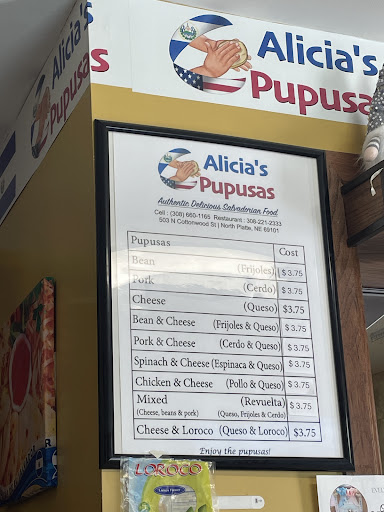 Alicia's
Pupusas
Alicia's
Pupusas
Alicia's
Pupusas
Authentic Delicious Salvadorian Food
Cell : (308) 660-1165 Restaurant : 308-221-2333
503 N Cottonwood St | North Platte, NE 69101
Pupusas Cost
Bean (Frijoles) $3.75
Pork (Cerdo) $3.75
Cheese (Queso) $3.75
Bean & Cheese (Frijoles & Queso) $3.75
Pork & Cheese (Cerdo & Queso) $3.75
Spinach & Cheese (Espinaca & Queso) $3.75
Chicken & Cheese (Pollo & Queso) $3.75
Mixed (Revuelta) $3.75
(Cheese, beans & pork) (Queso, Frijoles & Cerdo)
Cheese & Loroco (Queso & Loroco) $3.75
Enjoy the pupusas!
LOROCO